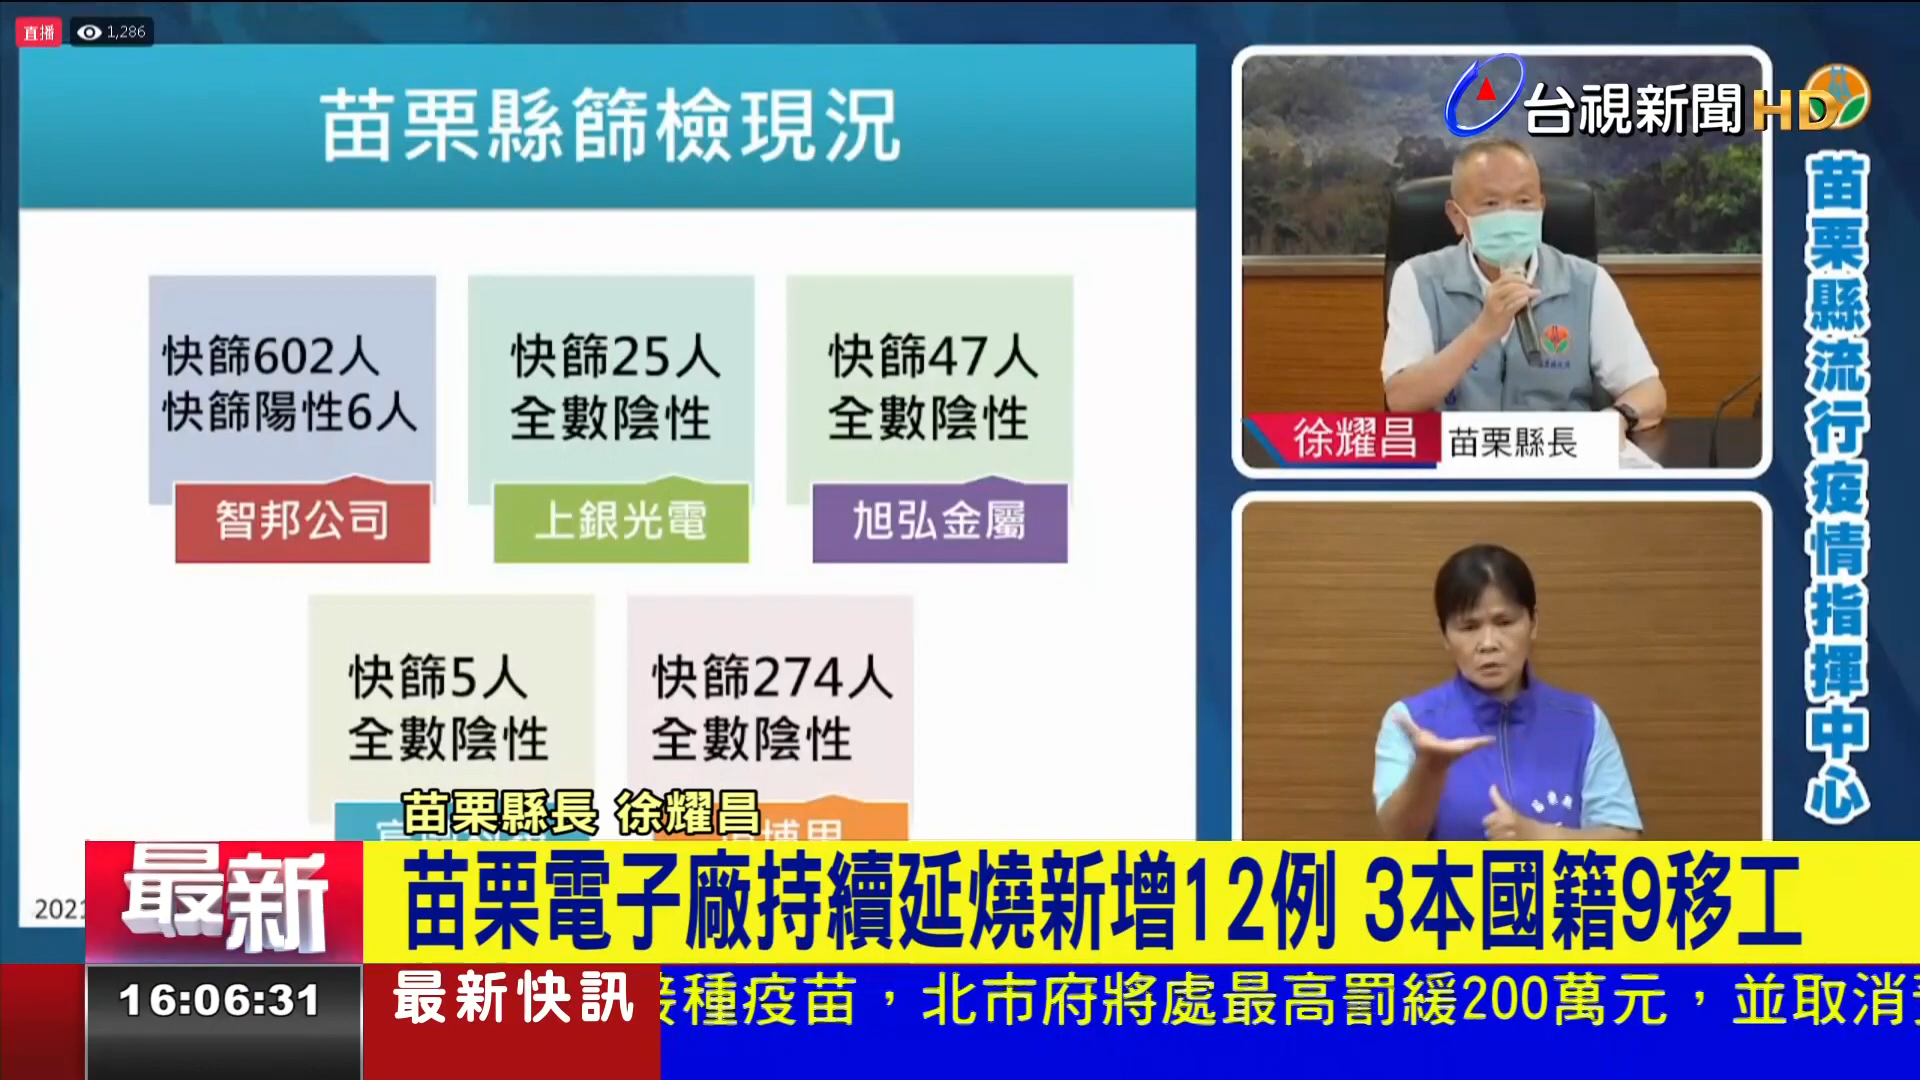 直播
1,286
苗栗縣篩檢現況
快篩602人
快篩陽性6人
智邦公司
快篩25人
全數陰性
上銀光電
快篩47人
全數陰性
旭弘金屬
快篩5人
全數陰性
快篩274人
全數陰性
2021
台視新聞HD
徐耀昌
苗栗縣長
苗栗縣流行疫情指揮中心
苗栗縣長 徐耀昌
最新
苗栗電子廠持續延燒新增12例 3本國籍9移工
16:06:31
最新快訊
接種疫苗，北市府將處最高罰緩200萬元，並取消